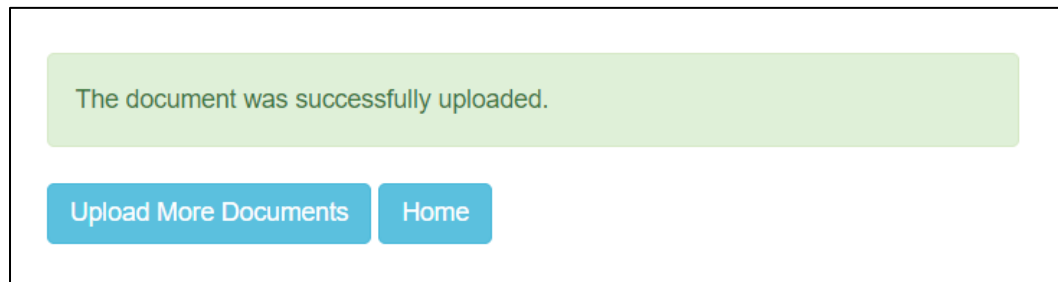 The document was successfully uploaded.
Upload More Documents Home